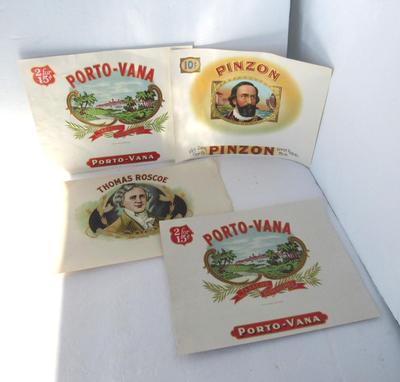 2 for
15¢
PORTO-VANA
PORTO-VANA
10¢
PINZON
PINZON
THOMAS ROSCOE
2 for
15¢
PORTO-VANA
PORTO-VANA